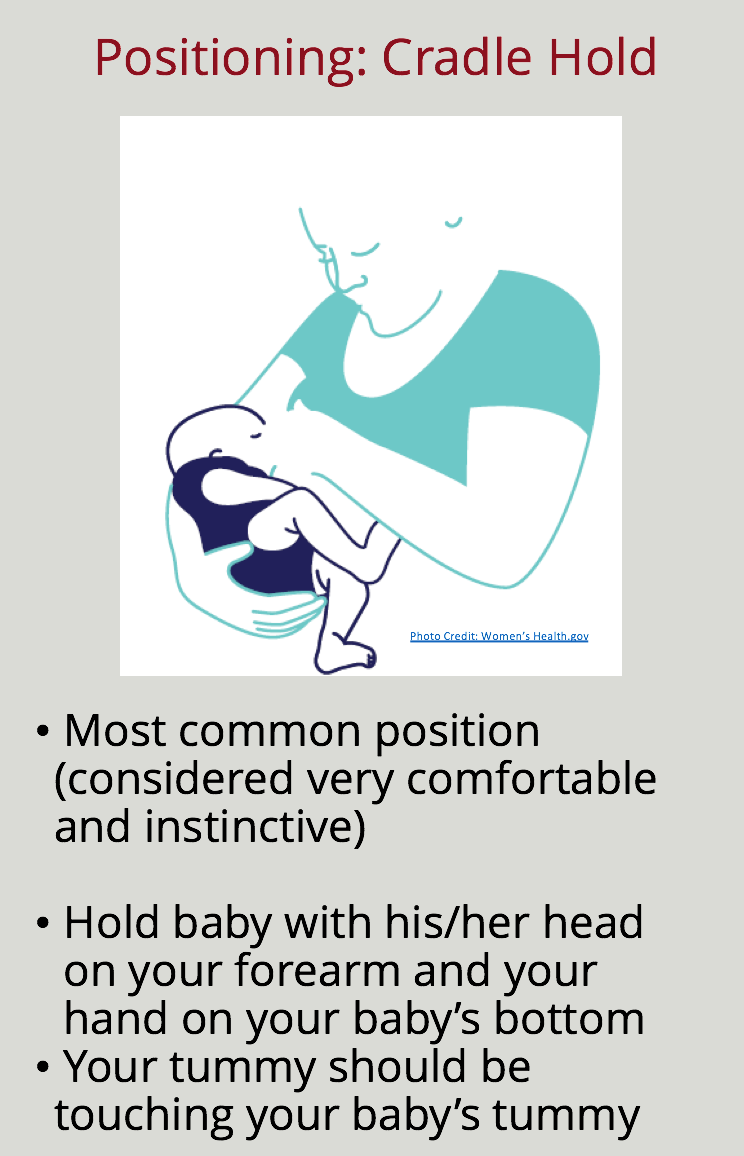 Positioning: Cradle Hold
Photo Credit: Women's Health.gov
• Most common position
(considered very comfortable
and instinctive)
• Hold baby with his/her head
on your forearm and your
hand on your baby's bottom
• Your tummy should be
touching your baby's tummy